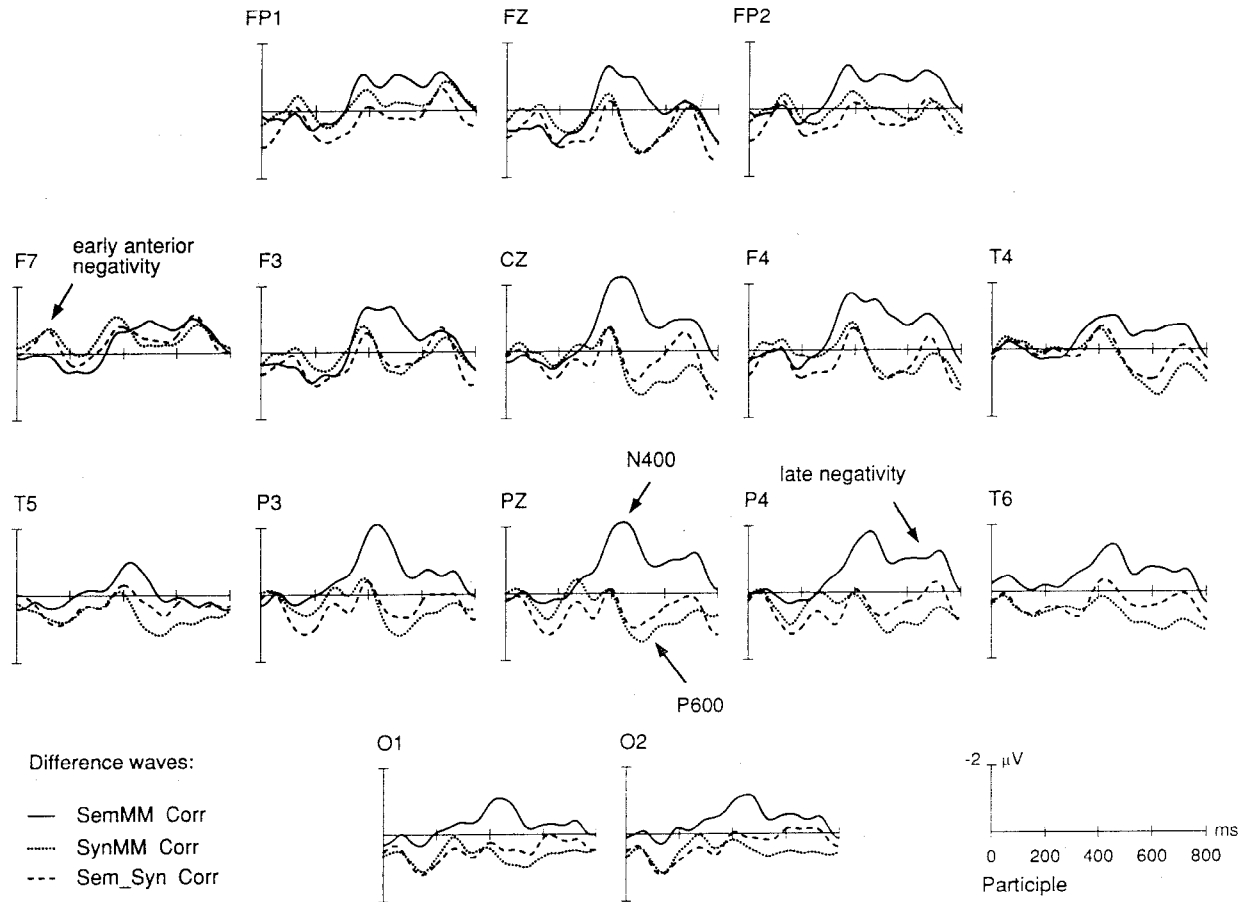 FP1
FZ
FP2
early anterior
negativity
F7
F3
CZ
F4
T4
N400
late negativity
T5
P3
PZ
P4
T6
P600
O1
O2
Difference waves:
SemMM Corr
SynMM Corr
Sem_Syn Corr
-2 µV
ms
0 200 400 600 800
Participle